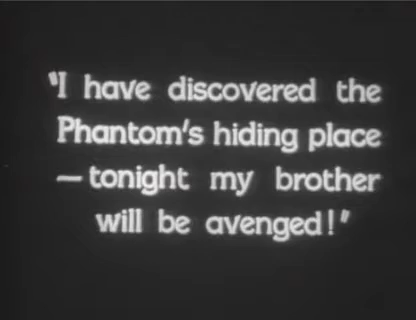 "I have discovered the
Phantom's hiding place
— tonight my brother
will be avenged!"